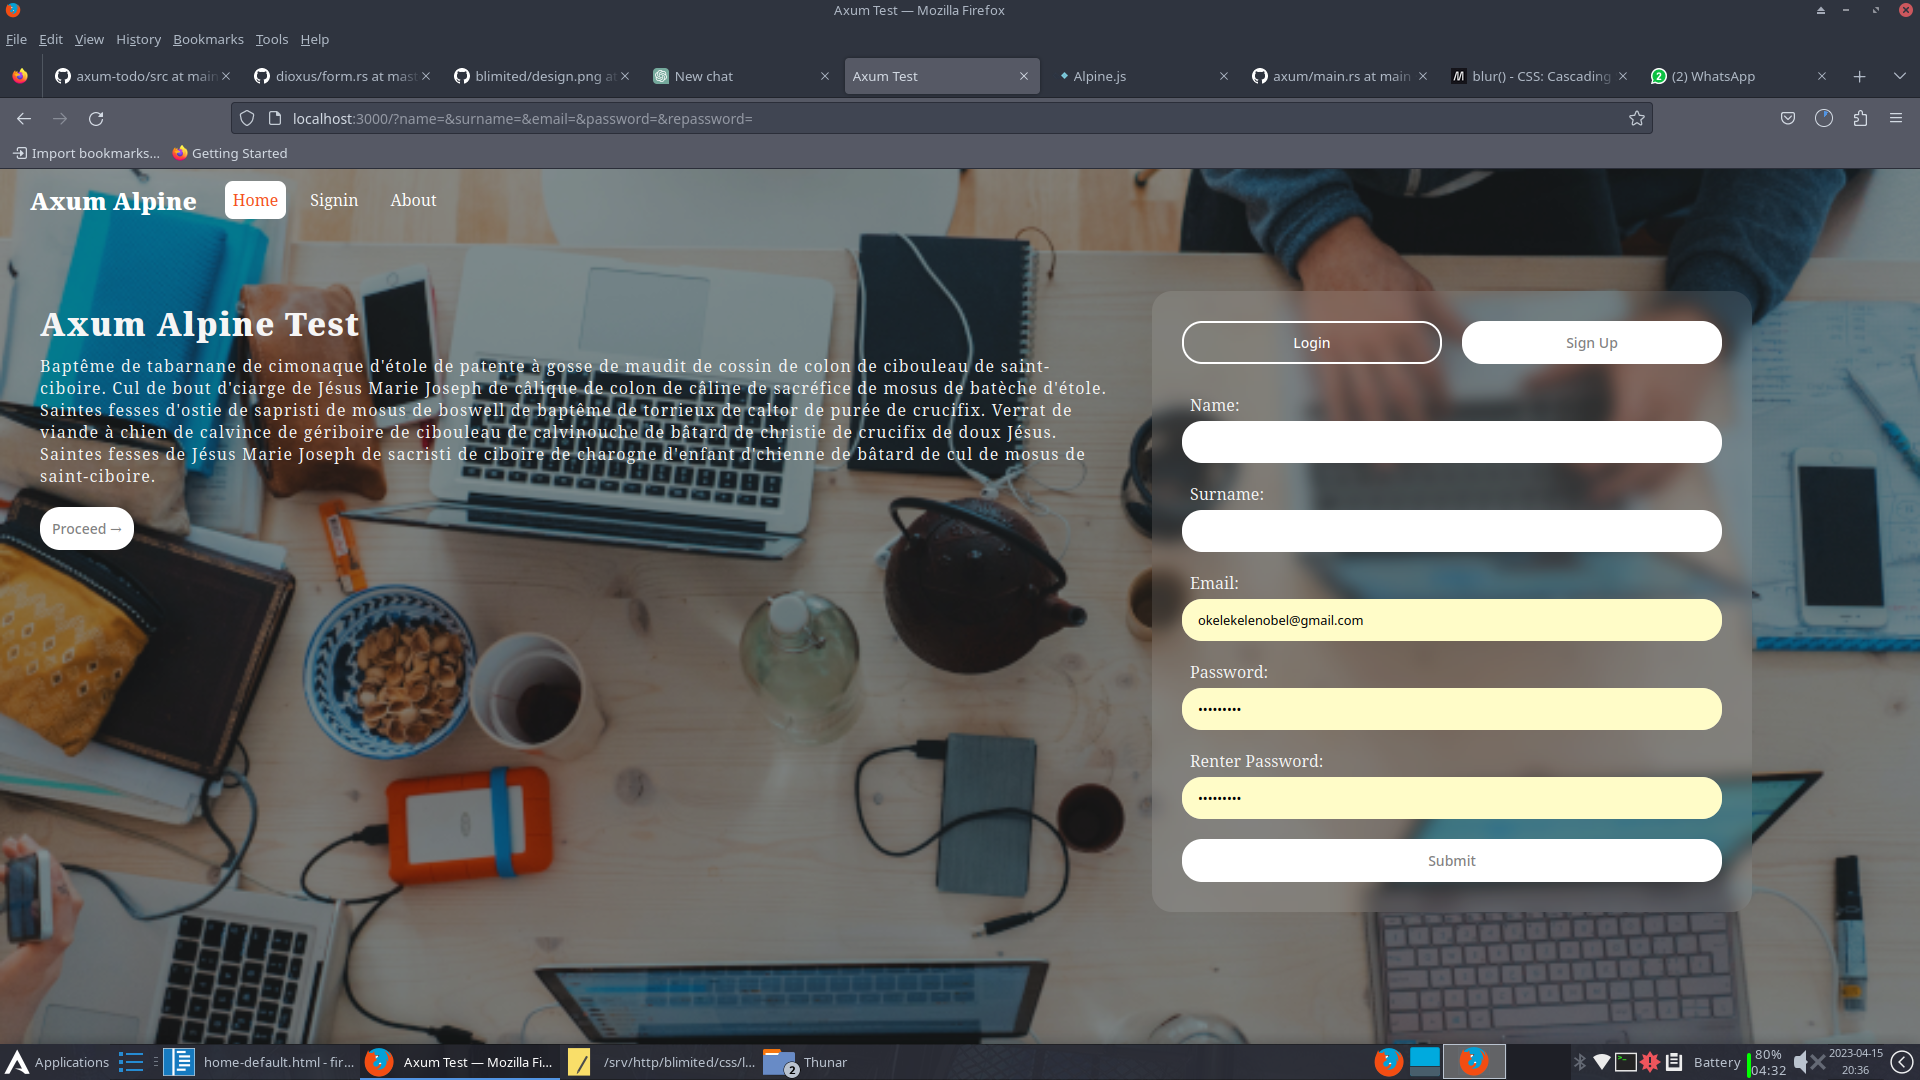 Axum Test — Mozilla Firefox
File Edit View History Bookmarks Tools Help
axum-todo/src at main
dioxus/form.rs at mast
blimited/design.png at
New chat
Axum Test
Alpine.js
axum/main.rs at main
blur() - CSS: Cascading
(2) WhatsApp
localhost:3000/?name=&surname=&email=&password=&repassword=
Import bookmarks... Getting Started
Axum Alpine Home Signin About
Axum Alpine Test
Baptême de tabarnane de cimonaque d'étole de patente à gosse de maudit de cossin de colon de cibouleau de saint-
ciboire. Cul de bout d'ciarge de Jésus Marie Joseph de câlique de colon de câline de sacréfice de mosus de batèche d'étole.
Saintes fesses d'ostie de sapristi de mosus de boswell de baptême de torrieux de caltor de purée de crucifix. Verrat de
viande à chien de calvince de gériboire de cibouleau de calvinouche de bâtard de christie de crucifix de doux Jésus.
Saintes fesses de Jésus Marie Joseph de sacristi de ciboire de charogne d'enfant d'chienne de bâtard de cul de mosus de
saint-ciboire.
Proceed →
Login Sign Up
Name:
Surname:
Email:
okelekelenobel@gmail.com
Password:
•••••••••
Renter Password:
•••••••••
Submit
Applications
home-default.html - fir...
Axum Test — Mozilla Fi...
/srv/http/blimited/css/l...
2
Thunar
Battery
80%
04:32
2023-04-15
20:36